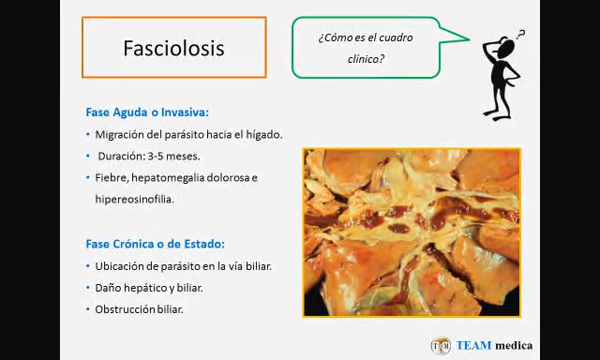 Fasciolosis
¿Cómo es el cuadro
clínico?
?
Fase Aguda o Invasiva:
• Migración del parásito hacia el hígado.
• Duración: 3-5 meses.
• Fiebre, hepatomegalia dolorosa e
hipereosinofilia.
Fase Crónica o de Estado:
• Ubicación de parásito en la vía biliar.
• Daño hepático y biliar.
• Obstrucción biliar.
TEAM medica